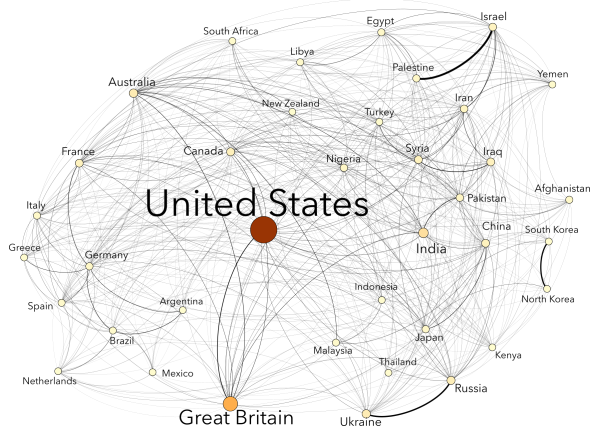 Israel
Egypt
South Africa
Libya
Palestine
Yemen
Australia
New Zealand
Iran
Turkey
France
Canada
Nigeria
Syria
Iraq
United States
Pakistan
Afghanistan
Italy
China
South Korea
India
Greece
Germany
Indonesia
Spain
Argentina
North Korea
Brazil
Malaysia
Japan
Kenya
Thailand
Netherlands
Mexico
Russia
Great Britain
Ukraine